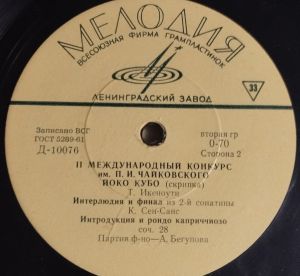 МЕЛОДИЯ
ВСЕСОЮЗНАЯ ФИРМА ГРАМПЛАСТИНОК
ЛЕНИНГРАДСКИЙ ЗАВОД
33
Записано ВСГ
ГОСТ 5289-61
Д-10076
вторая гр
0-70
Сторона 2
II МЕЖДУНАРОДНЫЙ КОНКУРС
им. П. И. ЧАЙКОВСКОГО
ЙОКО КУБО (скрипка)
Т. Икеноути
Интерлюдия и финал из 2-й сонатины
К. Сен-Санс
Интродукция и рондо каприччиозо
соч. 28
Партия ф-но—А. Бегупова